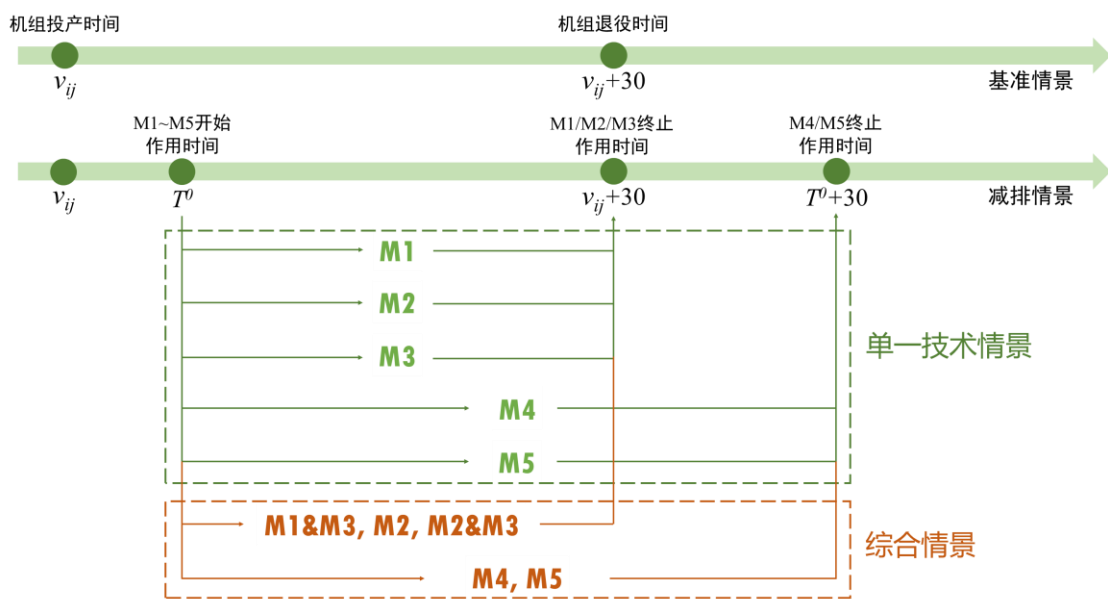 机组投产时间
机组退役时间
v_ij
v_ij+30
基准情景
M1~M5开始
作用时间
M1/M2/M3终止
作用时间
M4/M5终止
作用时间
v_ij
T^0
v_ij+30
T^0+30
减排情景
M1
M2
M3
单一技术情景
M4
M5
M1&M3, M2, M2&M3
综合情景
M4, M5